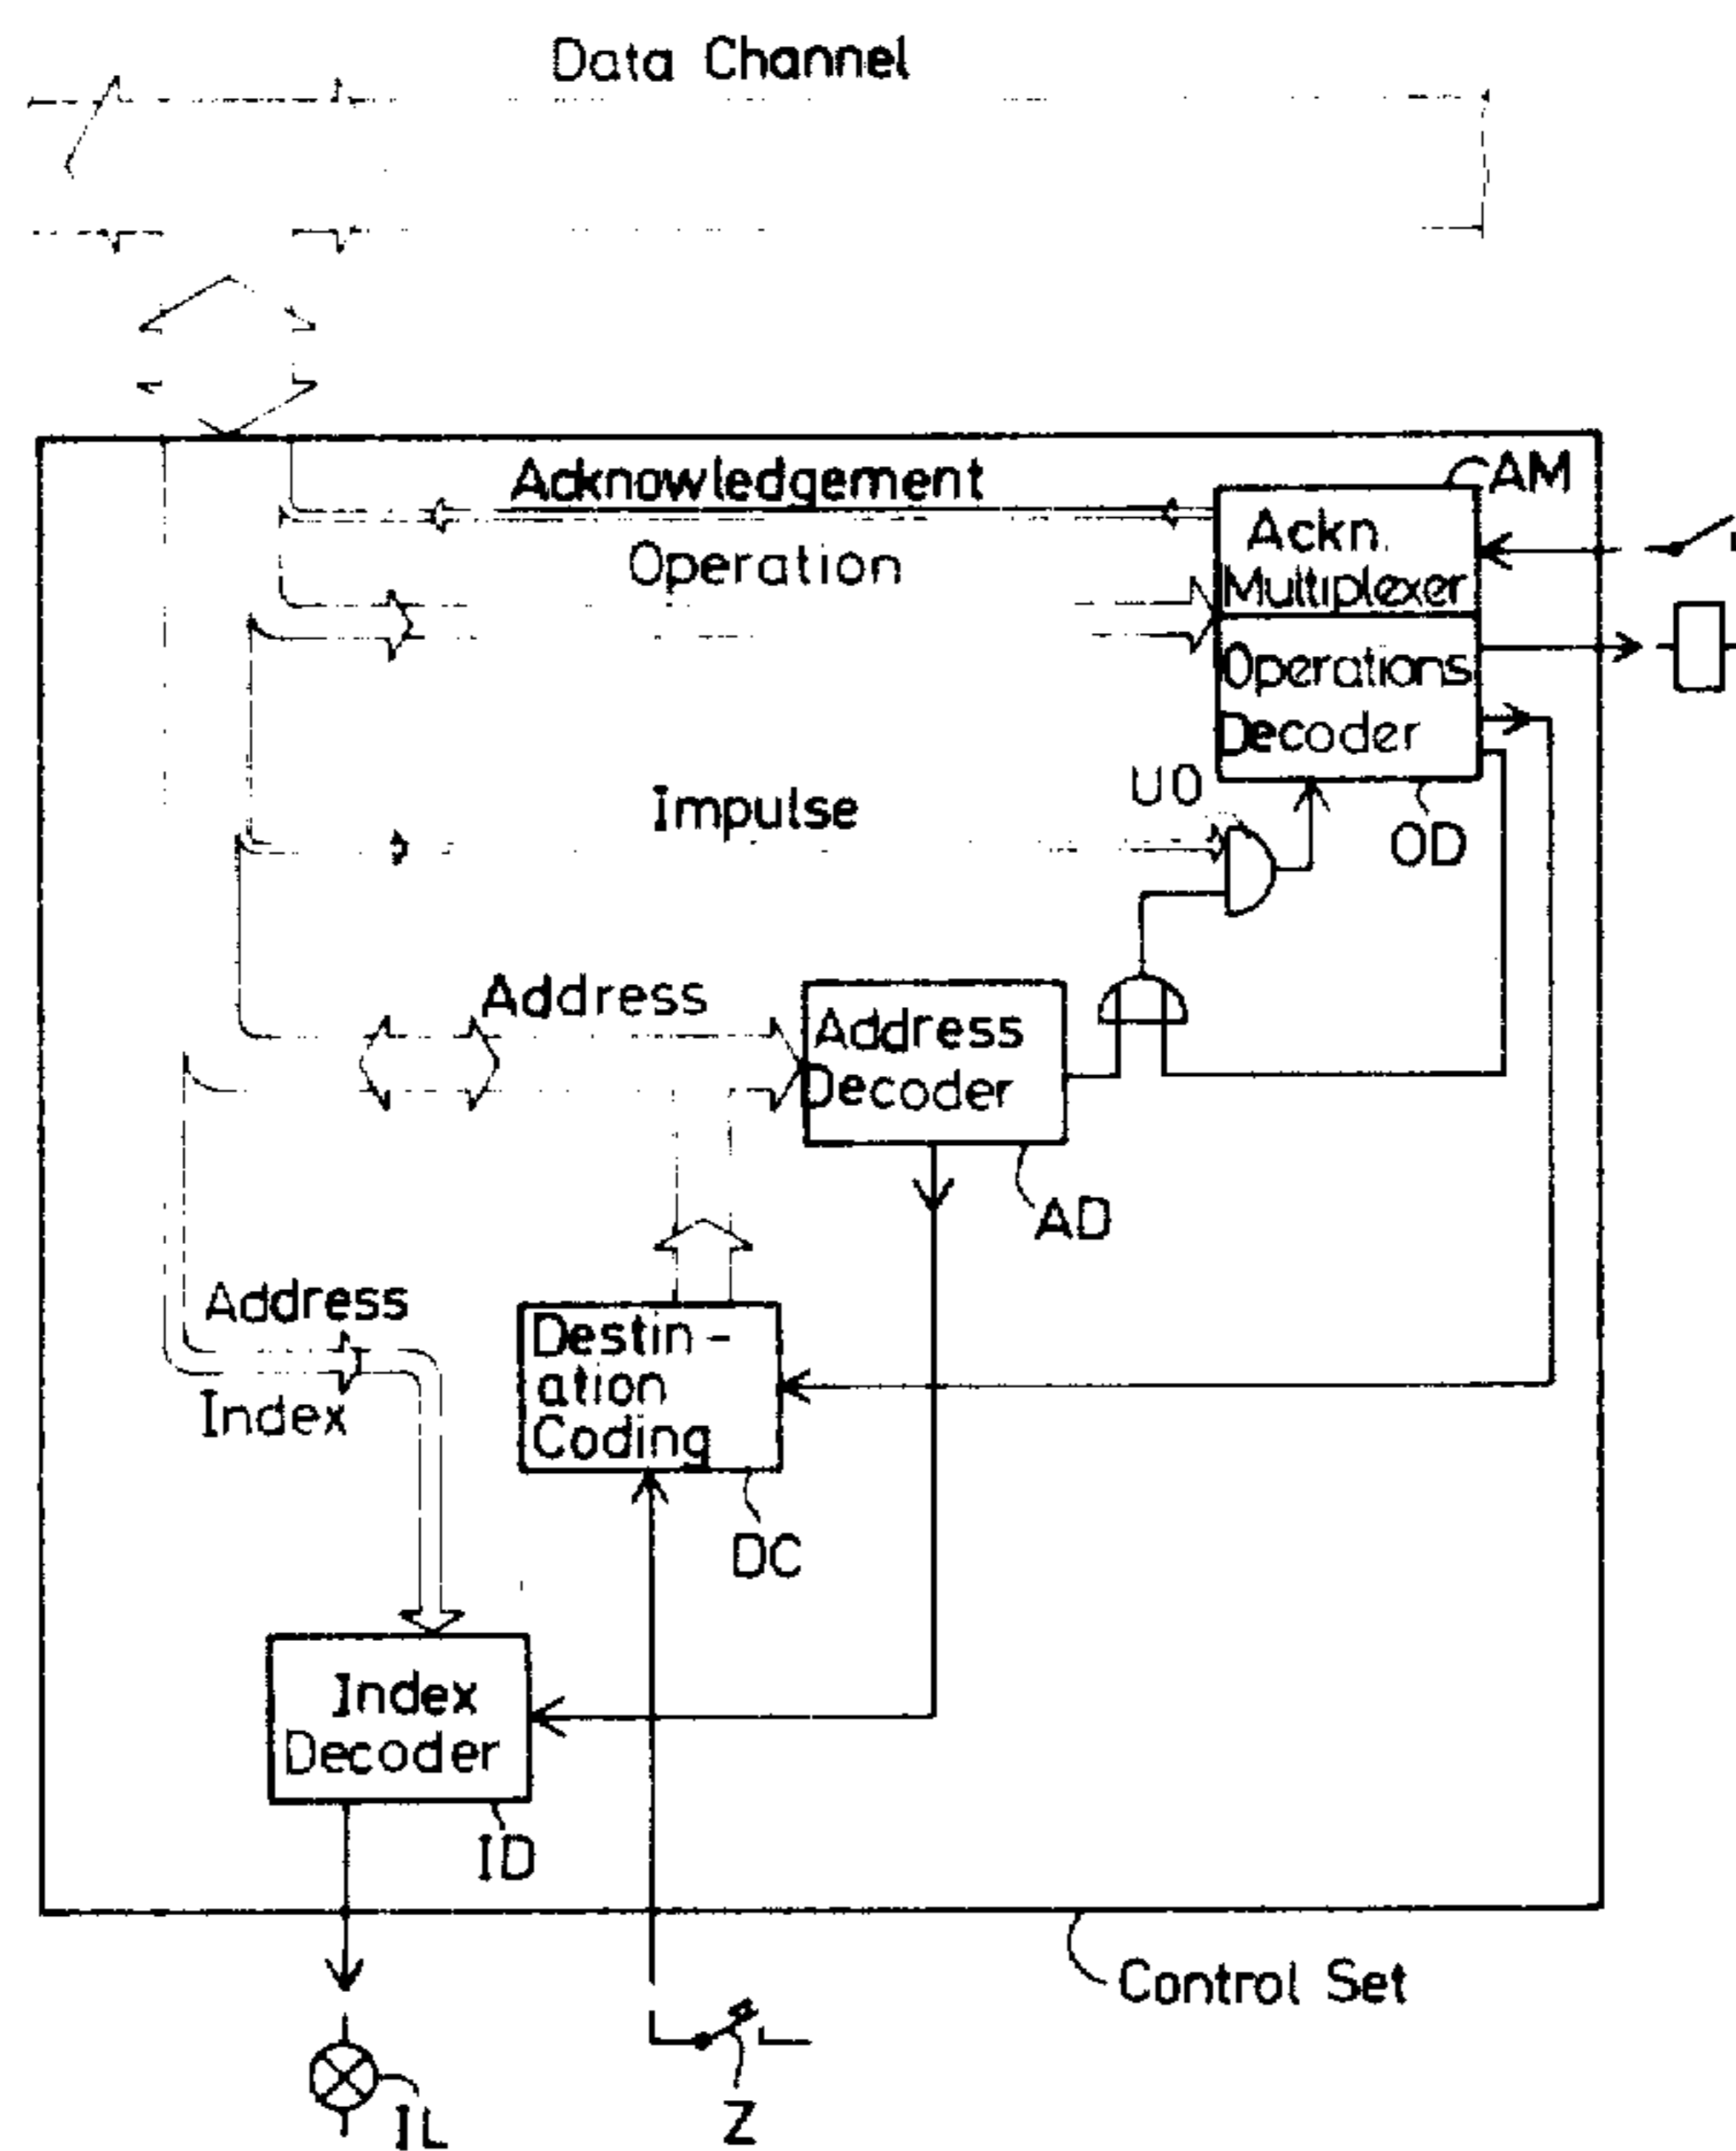 Data Channel
Acknowledgement
AM
Ackn.
Multiplexer
Operation
Operations
Decoder
UO
Impulse
OD
Address
Address
Decoder
AD
Address
Index
Destin-
ation
Coding
DC
Index
Decoder
ID
Control Set
IL
Z